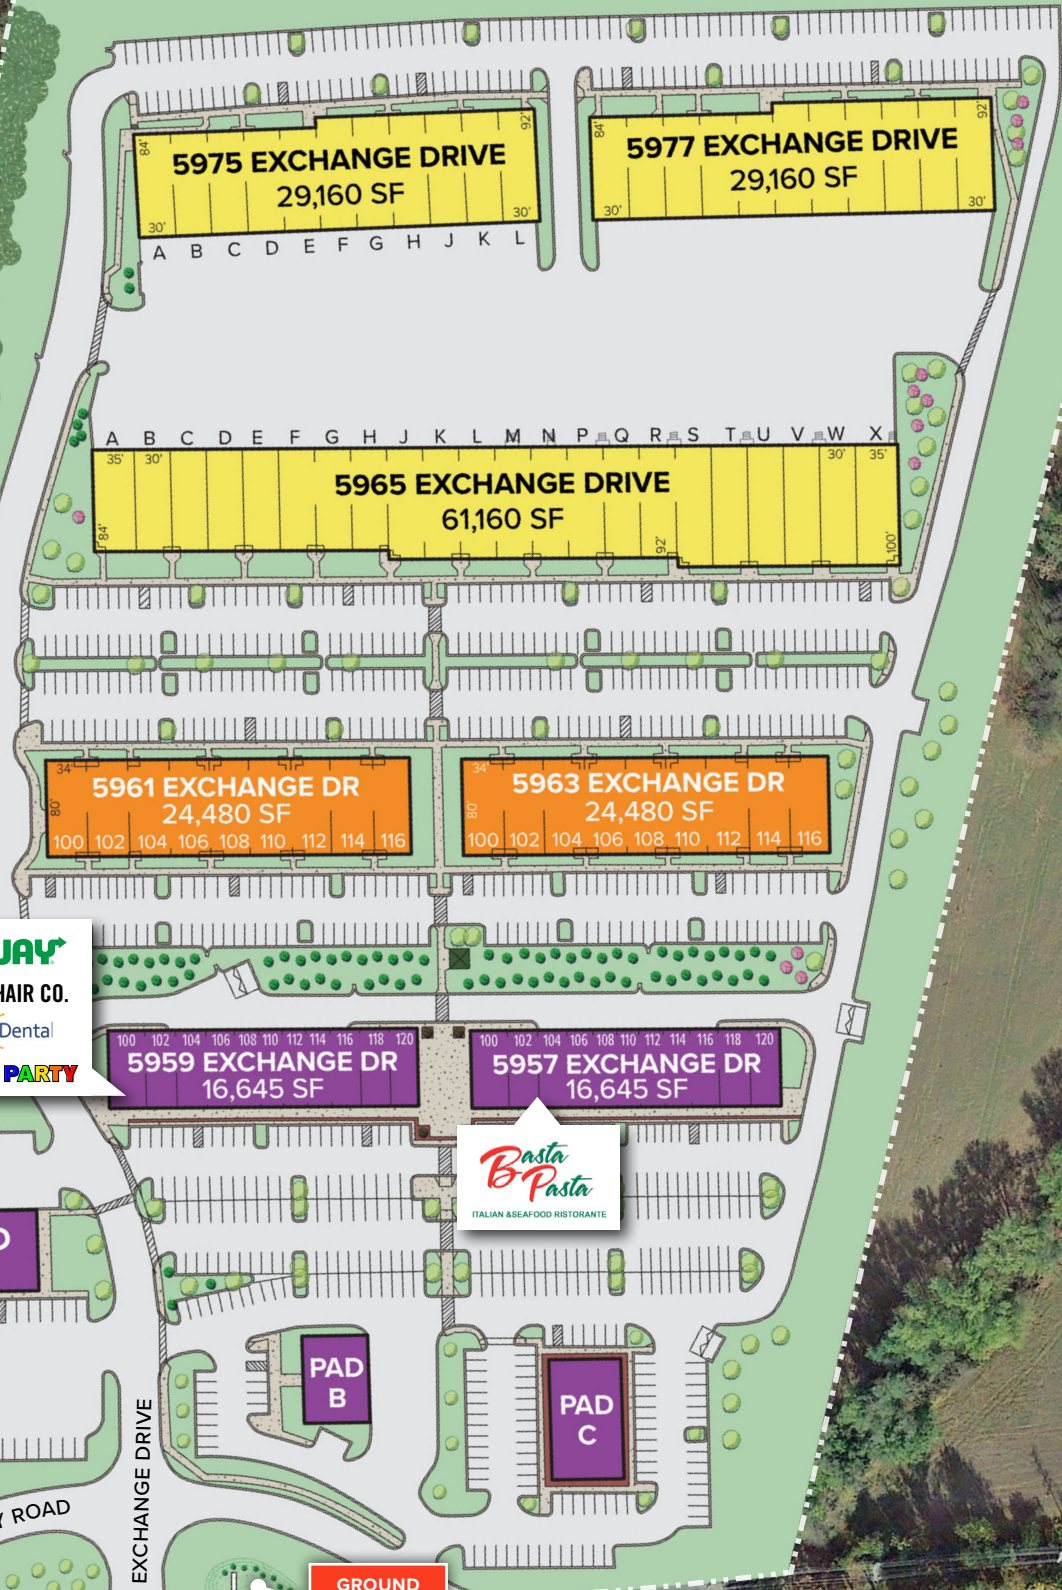 84'
5975 EXCHANGE DRIVE
29,160 SF
92'
30'
30'
A B C D E F G H J K L
84'
5977 EXCHANGE DRIVE
29,160 SF
92'
30'
30'
A B C D E F G H J K L M N P Q R S T U V W X
35' 30'
30' 35'
5965 EXCHANGE DRIVE
61,160 SF
84'
92'
100'
34'
5961 EXCHANGE DR
24,480 SF
80'
100 102 104 106 108 110 112 114 116
34'
5963 EXCHANGE DR
24,480 SF
80'
100 102 104 106 108 110 112 114 116
WAY
HAIR CO.
Dental
PARTY
100 102 104 106 108 110 112 114 116 118 120
5959 EXCHANGE DR
16,645 SF
100 102 103 104 106 108 110 112 114 116 118 120
5957 EXCHANGE DR
16,645 SF
Basta
Pasta
ITALIAN &SEAFOOD RISTORANTE
D
PAD
B
PAD
C
EXCHANGE DRIVE
Y ROAD
GROUND